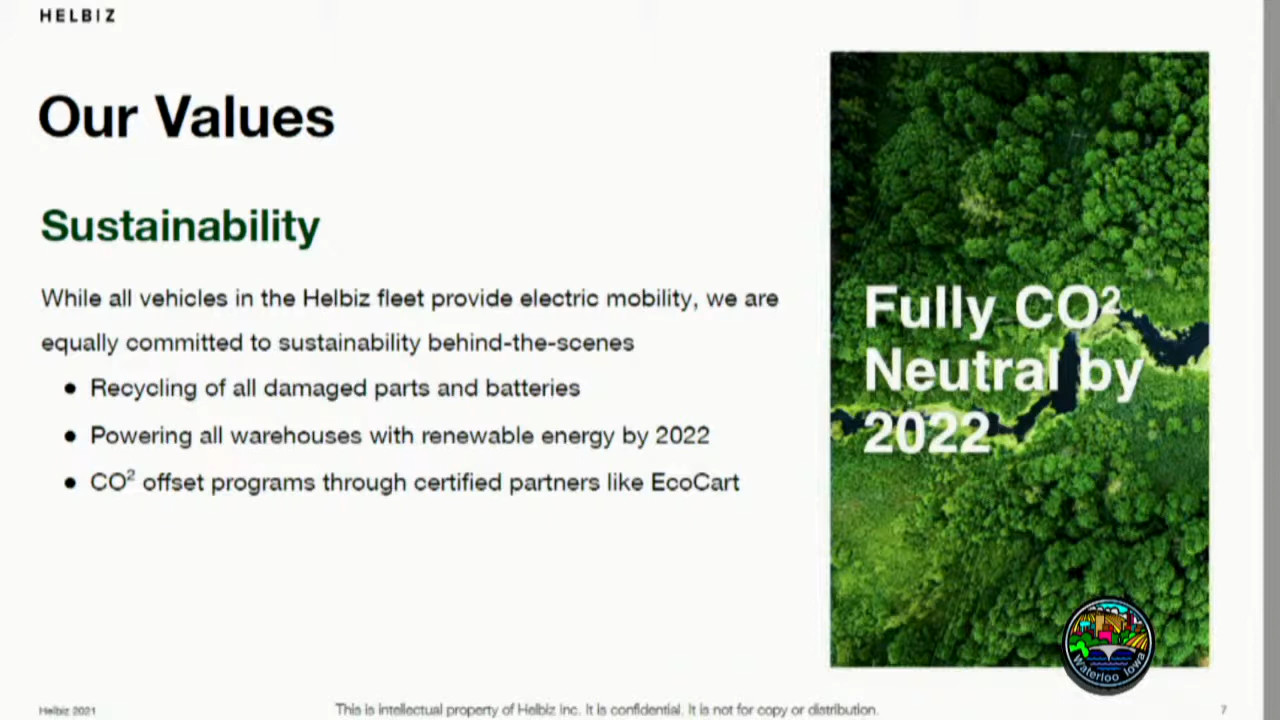 HELBIZ
Our Values
Sustainability
While all vehicles in the Helbiz fleet provide electric mobility, we are
equally committed to sustainability behind-the-scenes
● Recycling of all damaged parts and batteries
● Powering all warehouses with renewable energy by 2022
● CO² offset programs through certified partners like EcoCart
Fully CO²
Neutral by
2022
Waterloo Iowa
Helbiz 2021
This is intellectual property of Helbiz Inc. It is confidential. It is not for copy or distribution.
7